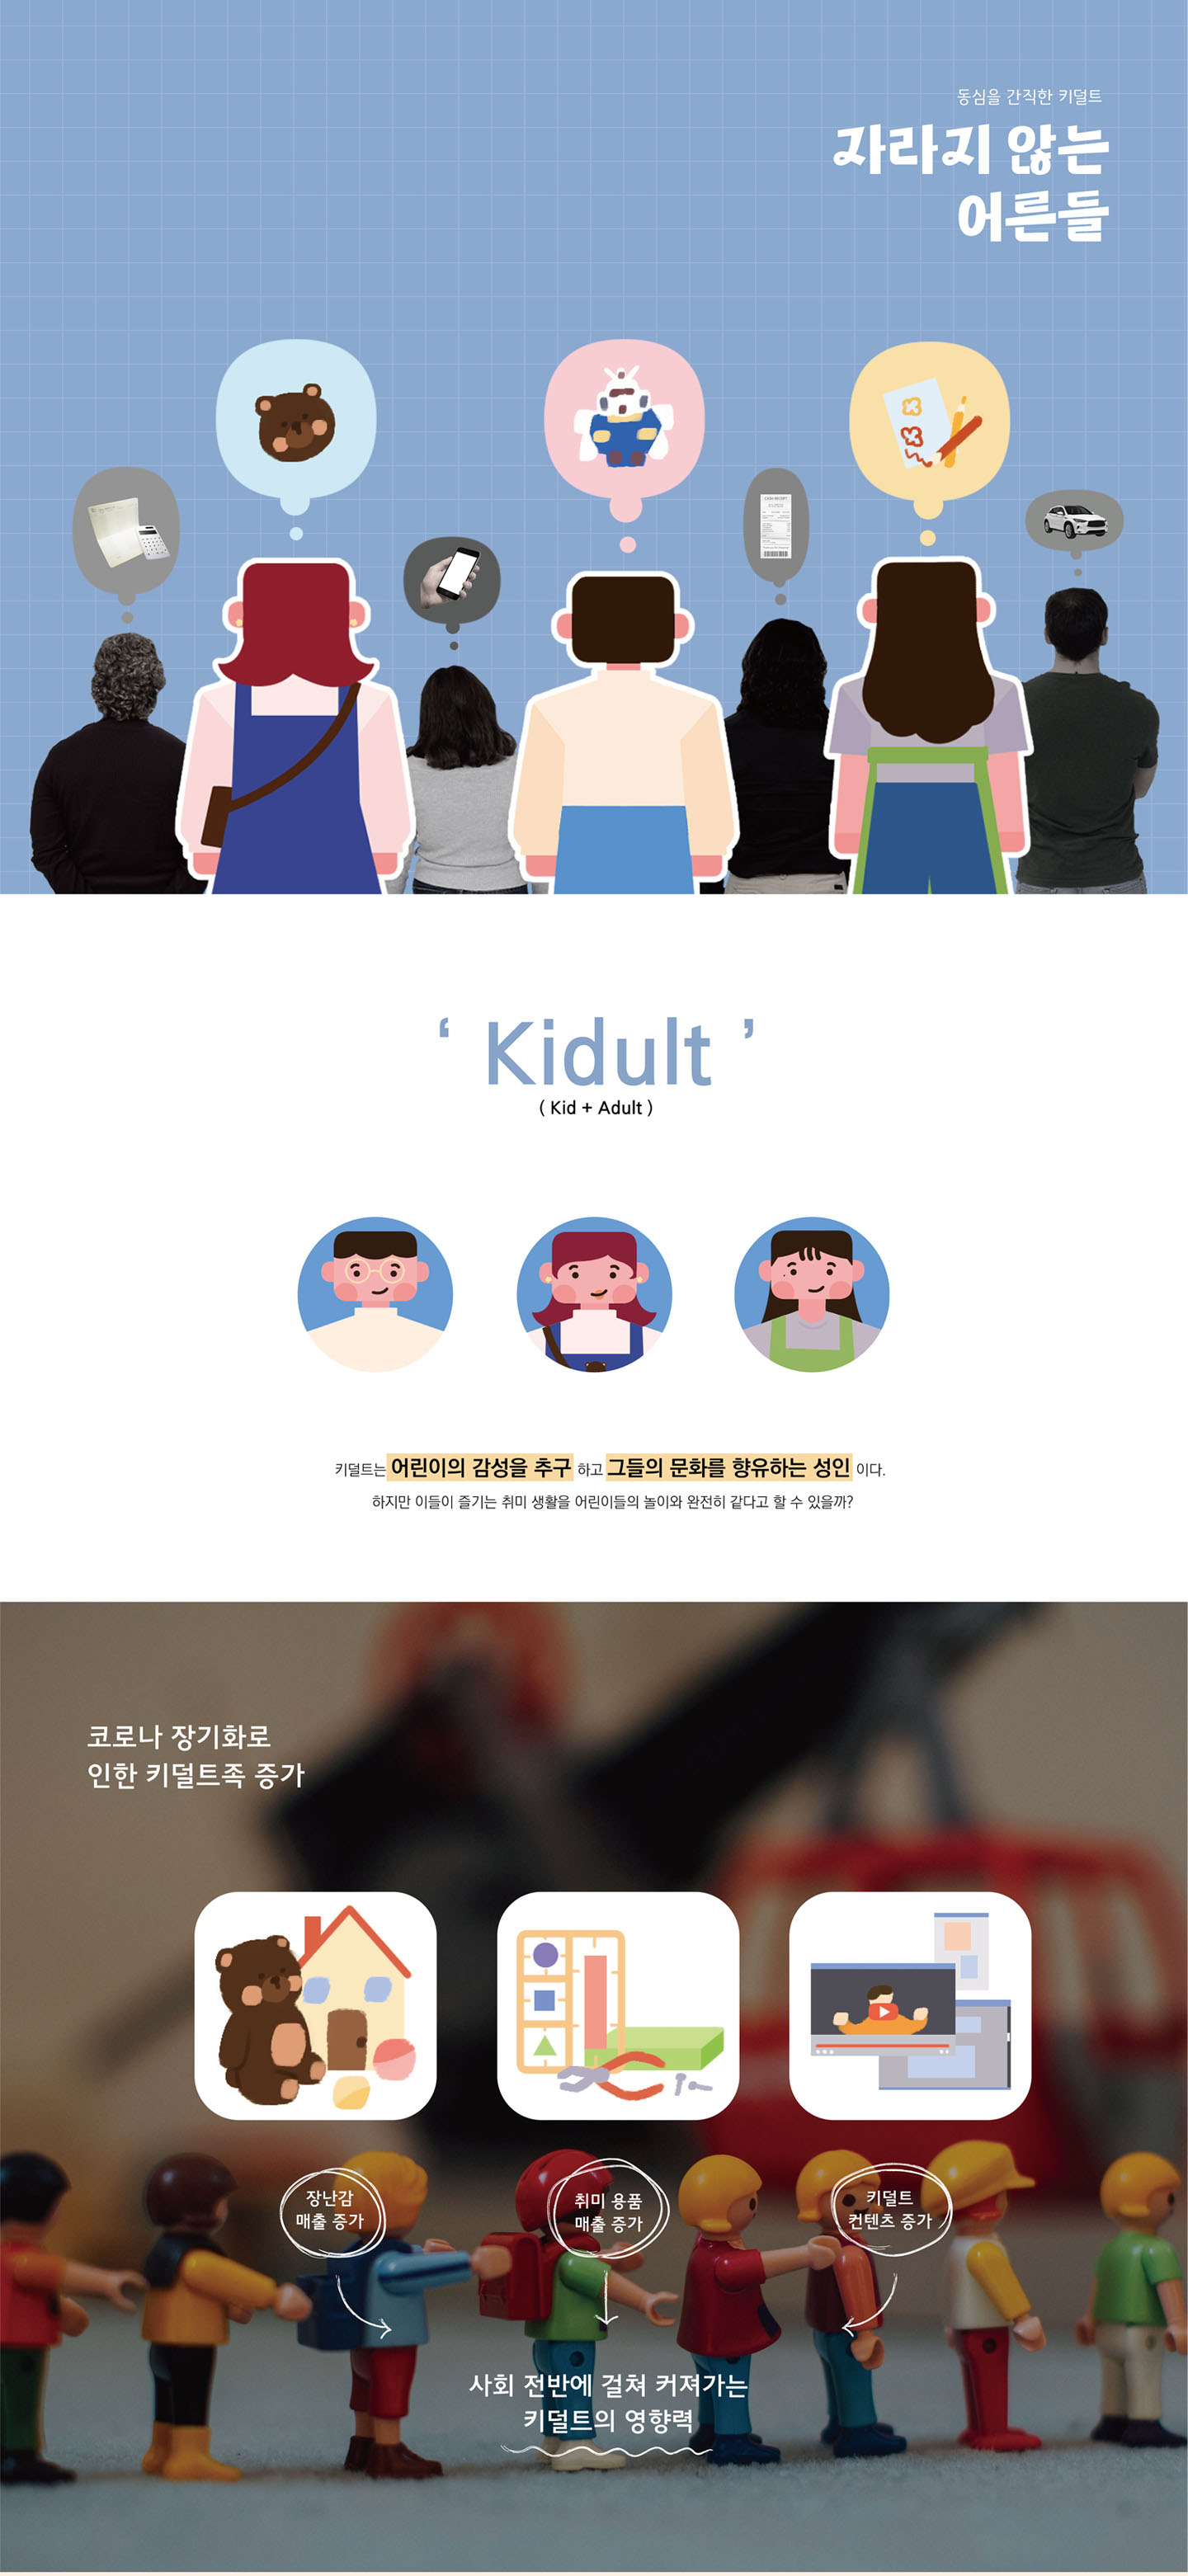 동심을 간직한 키덜트
자라지 않는
어른들
‘ Kidult ’
( Kid + Adult )
키덜트는 어린이의 감성을 추구 하고 그들의 문화를 향유하는 성인 이다.
하지만 이들이 즐기는 취미 생활을 어린이들의 놀이와 완전히 같다고 할 수 있을까?
코로나 장기화로
인한 키덜트족 증가
장난감
매출 증가
취미 용품
매출 증가
키덜트
컨텐츠 증가
사회 전반에 걸쳐 커져가는
키덜트의 영향력